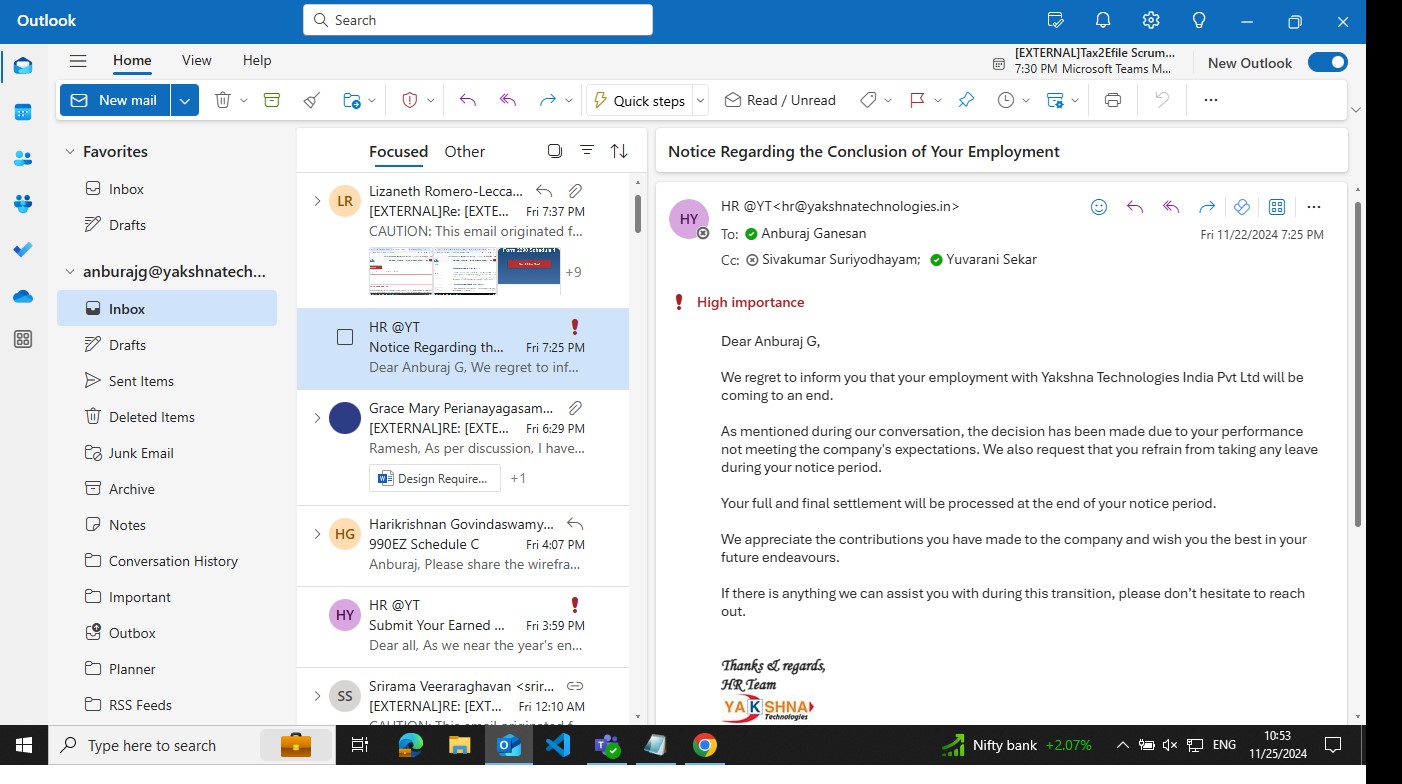 Outlook
Search
Home View Help
[EXTERNAL]Tax2Efile Scrum...
7:30 PM Microsoft Teams M...
New Outlook
New mail
Quick steps
Read / Unread
Favorites
Inbox
Drafts
anburajg@yakshnatech...
Inbox
Drafts
Sent Items
Deleted Items
Junk Email
Archive
Notes
Conversation History
Important
Outbox
Planner
RSS Feeds
Focused Other
LR
Lizaneth Romero-Lecca...
[EXTERNAL]Re: [EXTE... Fri 7:37 PM
CAUTION: This email originated f...
+9
HR @YT
Notice Regarding th... Fri 7:25 PM
Dear Anburaj G, We regret to inf...
Grace Mary Perianayagasam...
[EXTERNAL]RE: [EXTE... Fri 6:29 PM
Ramesh, As per discussion, I have...
Design Require... +1
HG
Harikrishnan Govindaswamy...
990EZ Schedule C Fri 4:07 PM
Anburaj, Please share the wirefra...
HY
HR @YT
Submit Your Earned ... Fri 3:59 PM
Dear all, As we near the year's en...
SS
Srirama Veeraraghavan <srir...
[EXTERNAL]RE: [EXT... Fri 12:10 AM
CAUTION: This email originated f
Notice Regarding the Conclusion of Your Employment
HY
HR @YT<hr@yakshnatechnologies.in>
To: Anburaj Ganesan
Fri 11/22/2024 7:25 PM
Cc: Sivakumar Suriyodhayam; Yuvarani Sekar
High importance
Dear Anburaj G,
We regret to inform you that your employment with Yakshna Technologies India Pvt Ltd will be
coming to an end.
As mentioned during our conversation, the decision has been made due to your performance
not meeting the company's expectations. We also request that you refrain from taking any leave
during your notice period.
Your full and final settlement will be processed at the end of your notice period.
We appreciate the contributions you have made to the company and wish you the best in your
future endeavours.
If there is anything we can assist you with during this transition, please don’t hesitate to reach
out.
Thanks & regards,
HR Team
YAKSHNA
Technologies
Type here to search
Nifty bank +2.07%
ENG
10:53
11/25/2024